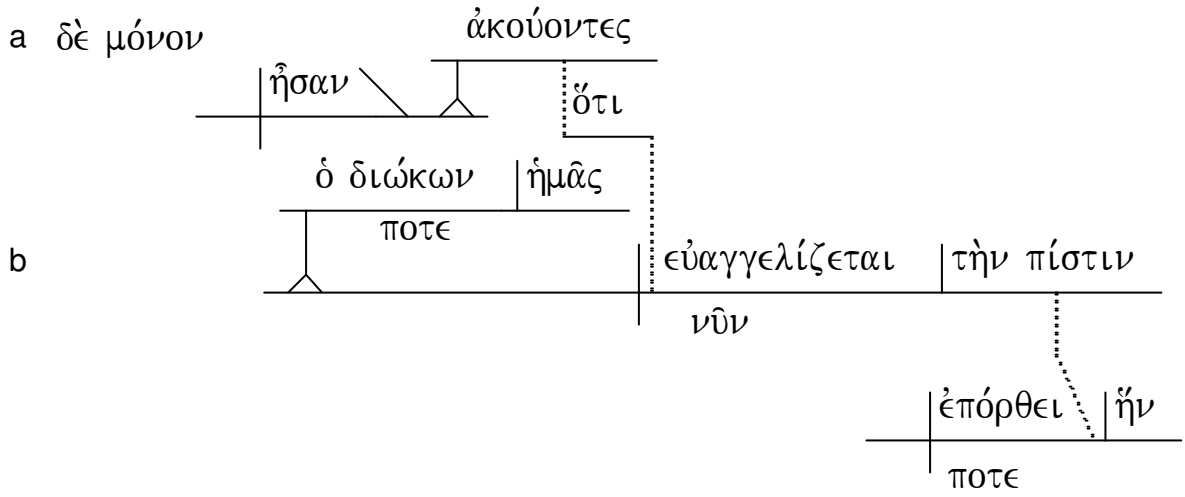 a δὲ μόνον ἀκούοντες
ἦσαν ὅτι
ὁ διώκων ἡμᾶς
ποτε
b εὐαγγελίζεται τὴν πίστιν
νῦν
ἐπόρθει ἥν
ποτε